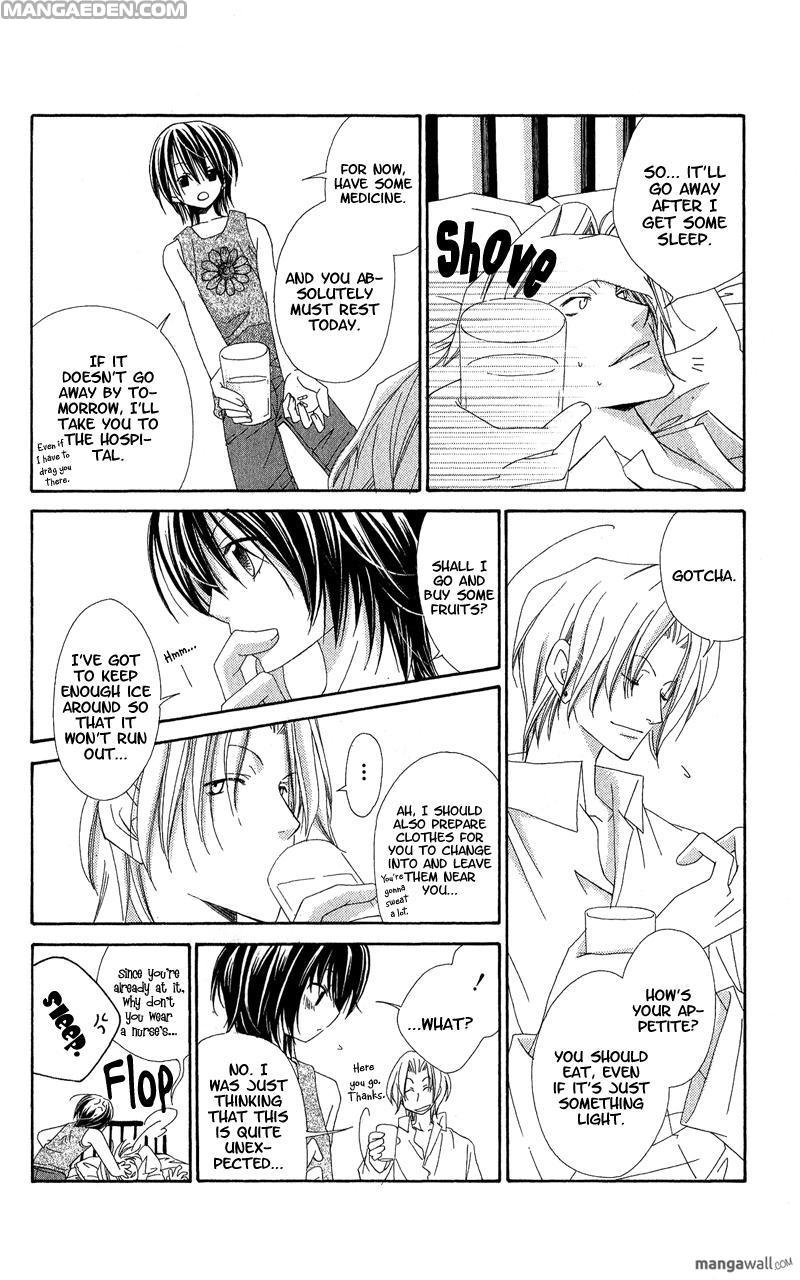 MANGAEDEN.COM
SO... IT'LL
GO AWAY
AFTER I
GET SOME
SLEEP.
Shove
FOR NOW,
HAVE SOME
MEDICINE.
AND YOU AB-
SOLUTELY
MUST REST
TODAY.
IF IT
DOESN'T GO
AWAY BY TO-
MORROW, I'LL
TAKE YOU TO
THE HOSPI-
TAL.
Even if
I have to
drag you
there.
GOTCHA.
HOW'S
YOUR AP-
PETITE?
YOU SHOULD
EAT, EVEN
IF IT'S JUST
SOMETHING
LIGHT.
SHALL I
GO AND
BUY SOME
FRUITS?
Hmm...
I'VE GOT
TO KEEP
ENOUGH ICE
AROUND SO
THAT IT
WON'T RUN
OUT...
...
AH, I SHOULD
ALSO PREPARE
CLOTHES FOR
YOU TO CHANGE
INTO AND LEAVE
THEM NEAR
YOU...
You're
gonna
sweat
a lot.
!
...WHAT?
Here
you go.
Thanks.
NO. I
WAS JUST
THINKING
THAT THIS
IS QUITE
UNEX-
PECTED...
Since you're
already at it,
Why don't
you wear
a nurse's...
Sleep.
Flop
mangawall.com